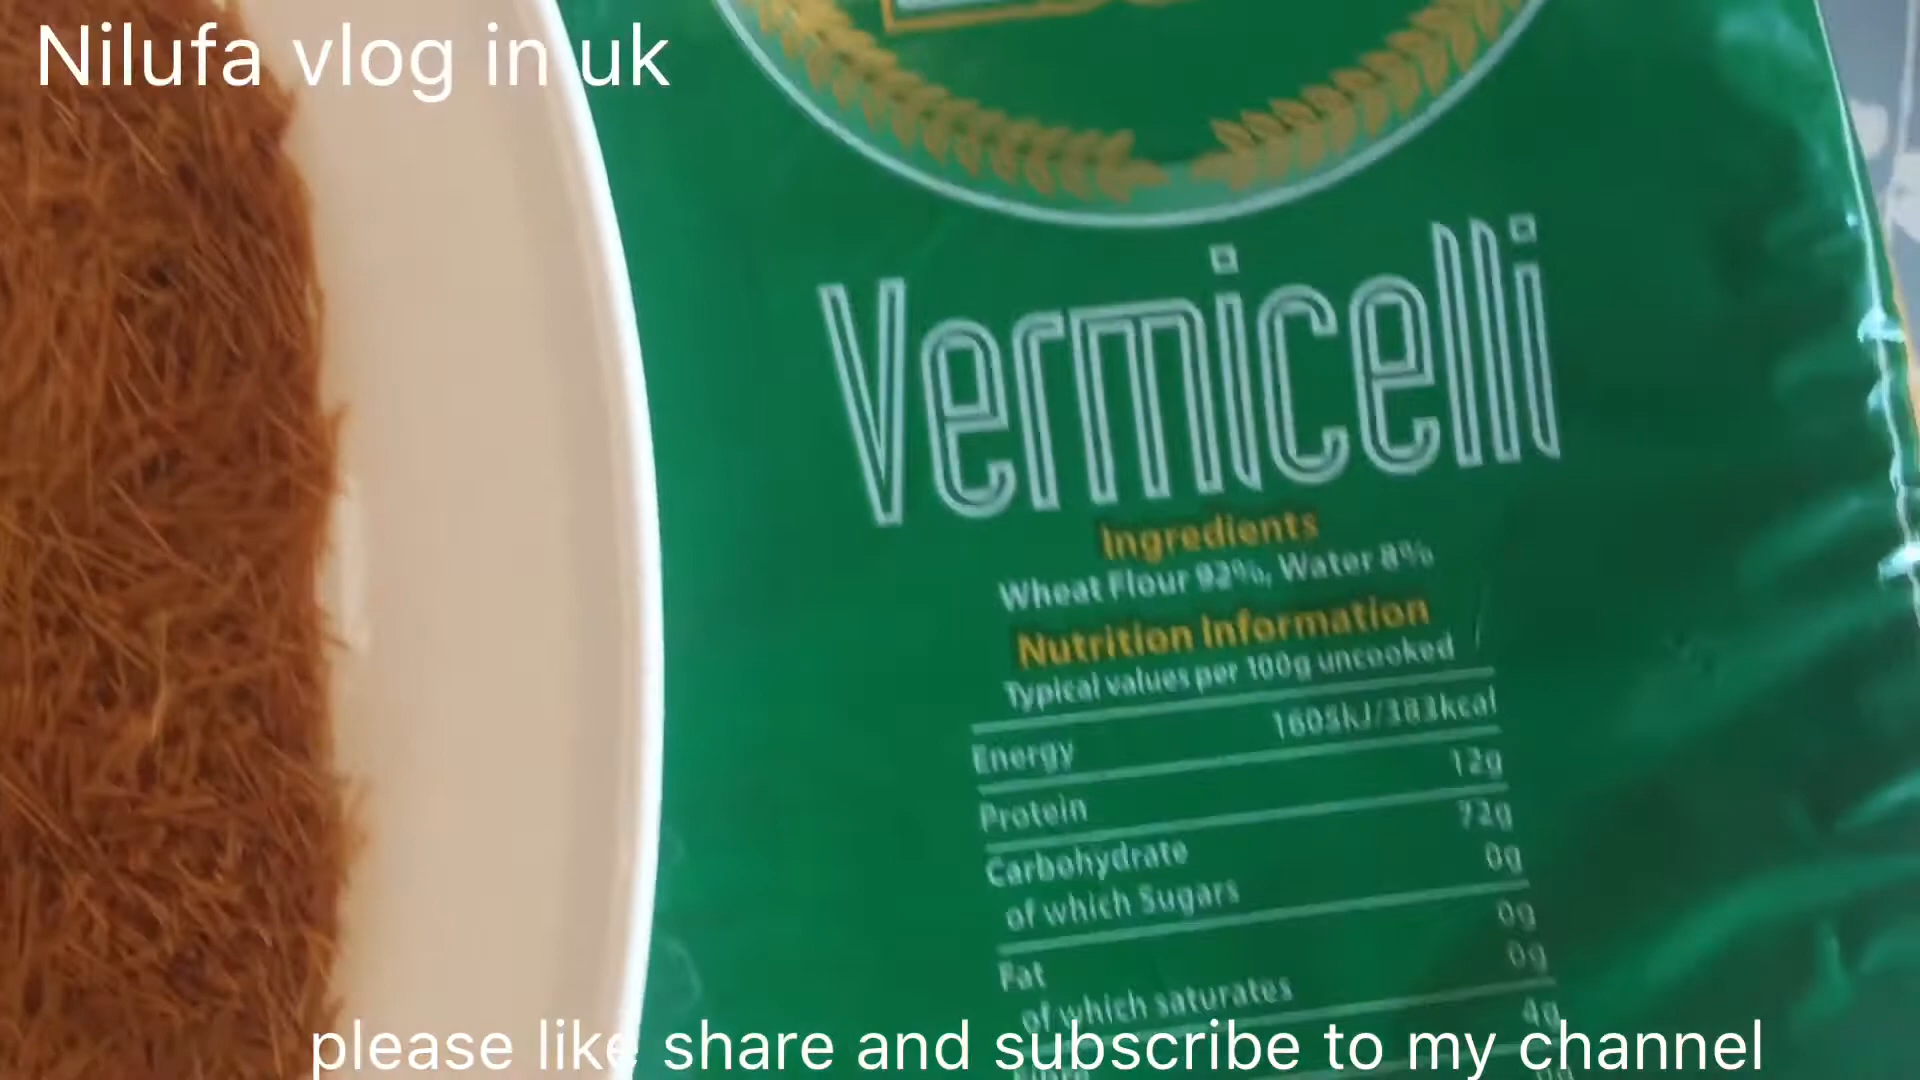 Nilufa vlog in uk
Vermicelli
Ingredients
Wheat Flour 92%, Water 8%
Nutrition Information
Typical values per 100g uncooked
Energy 1605kJ/383kcal
Protein 12g
Carbohydrate 72g
of which Sugars 0g
Fat 0g
of which saturates 0g
4g
please like share and subscribe to my channel